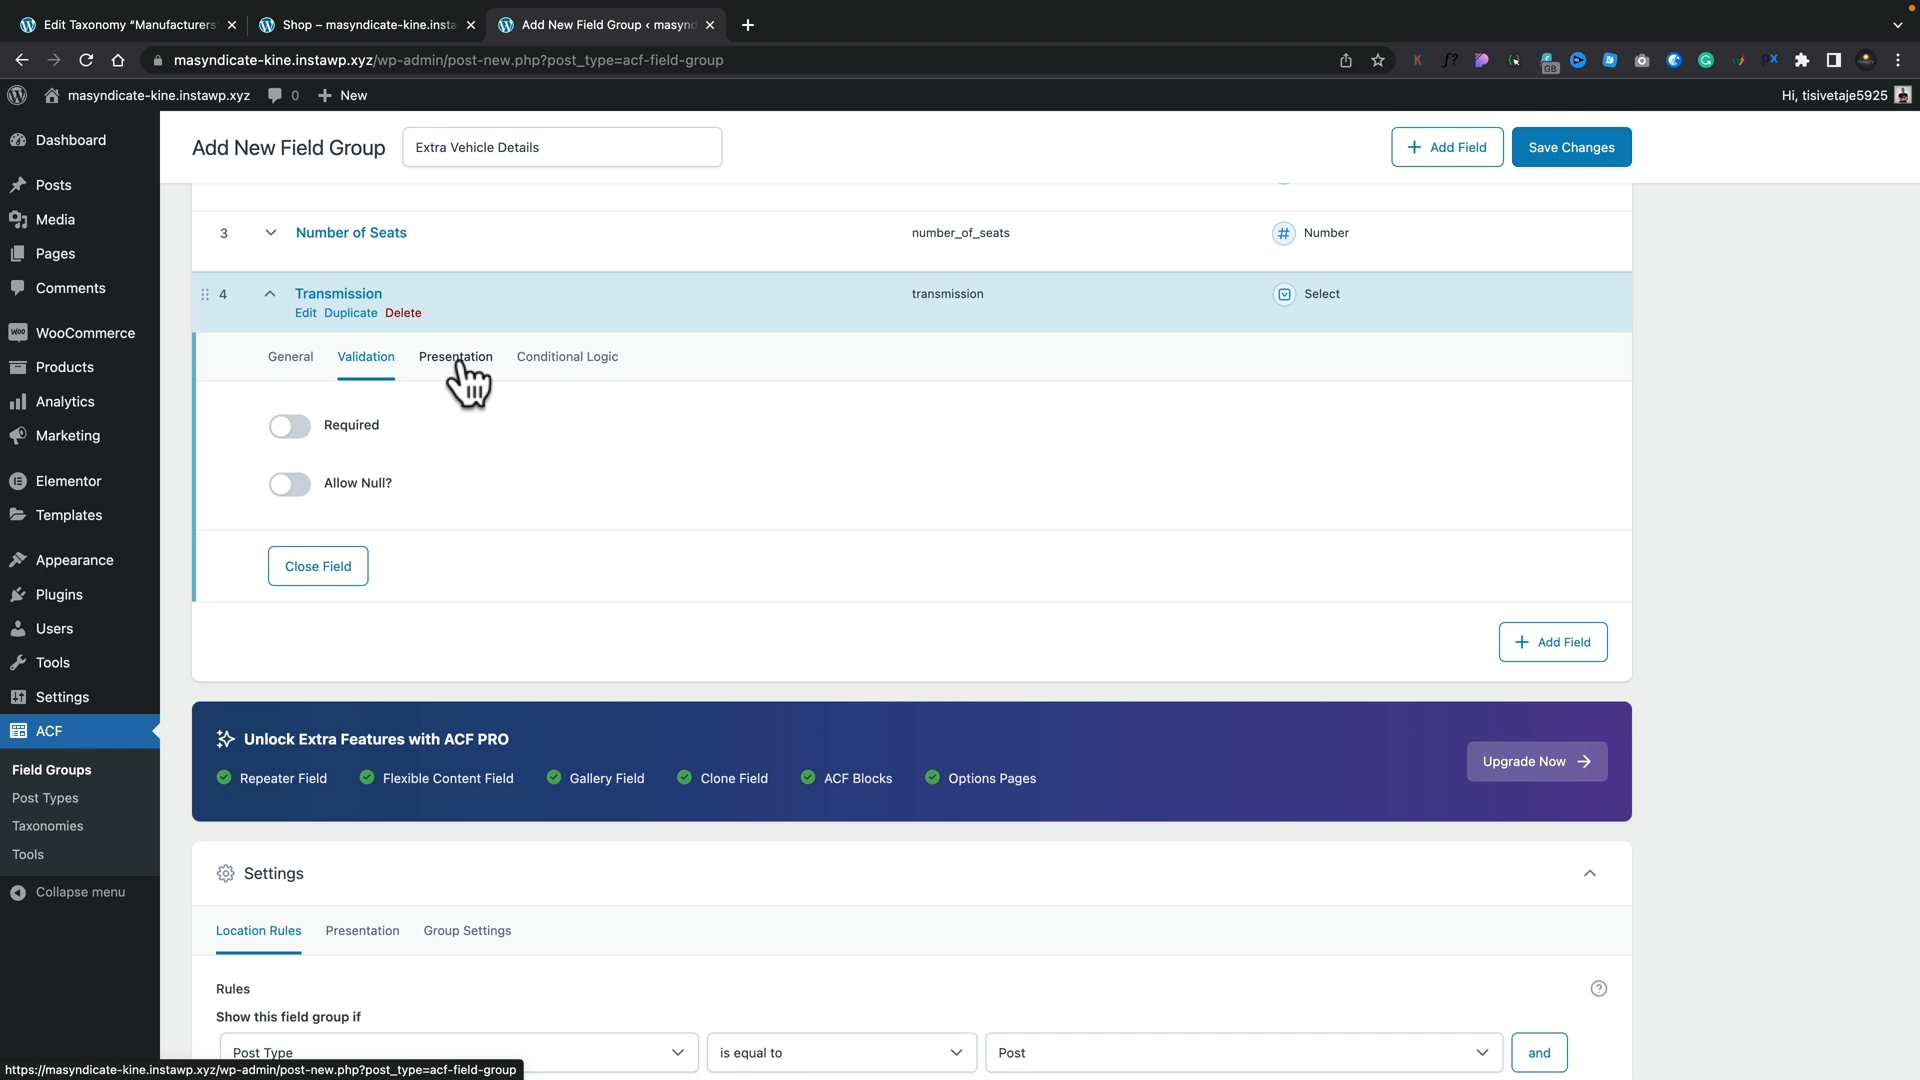 Edit Taxonomy "Manufacturers"
Shop – masyndicate-kine.insta
Add New Field Group ‹ masynd
masyndicate-kine.instawp.xyz/wp-admin/post-new.php?post_type=acf-field-group
masyndicate-kine.instawp.xyz
0
New
Hi, tisivetaje5925
Dashboard
Posts
Media
Pages
Comments
WooCommerce
Products
Analytics
Marketing
Elementor
Templates
Appearance
Plugins
Users
Tools
Settings
ACF
Field Groups
Post Types
Taxonomies
Tools
Collapse menu
Add New Field Group
Extra Vehicle Details
+ Add Field
Save Changes
3 Number of Seats number_of_seats # Number
4 Transmission transmission Select
Edit Duplicate Delete
General Validation Presentation Conditional Logic
Required
Allow Null?
Close Field
+ Add Field
Unlock Extra Features with ACF PRO
Repeater Field Flexible Content Field Gallery Field Clone Field ACF Blocks Options Pages
Upgrade Now →
Settings
Location Rules Presentation Group Settings
Rules
Show this field group if
Post Type is equal to Post and
https://masyndicate-kine.instawp.xyz/wp-admin/post-new.php?post_type=acf-field-group